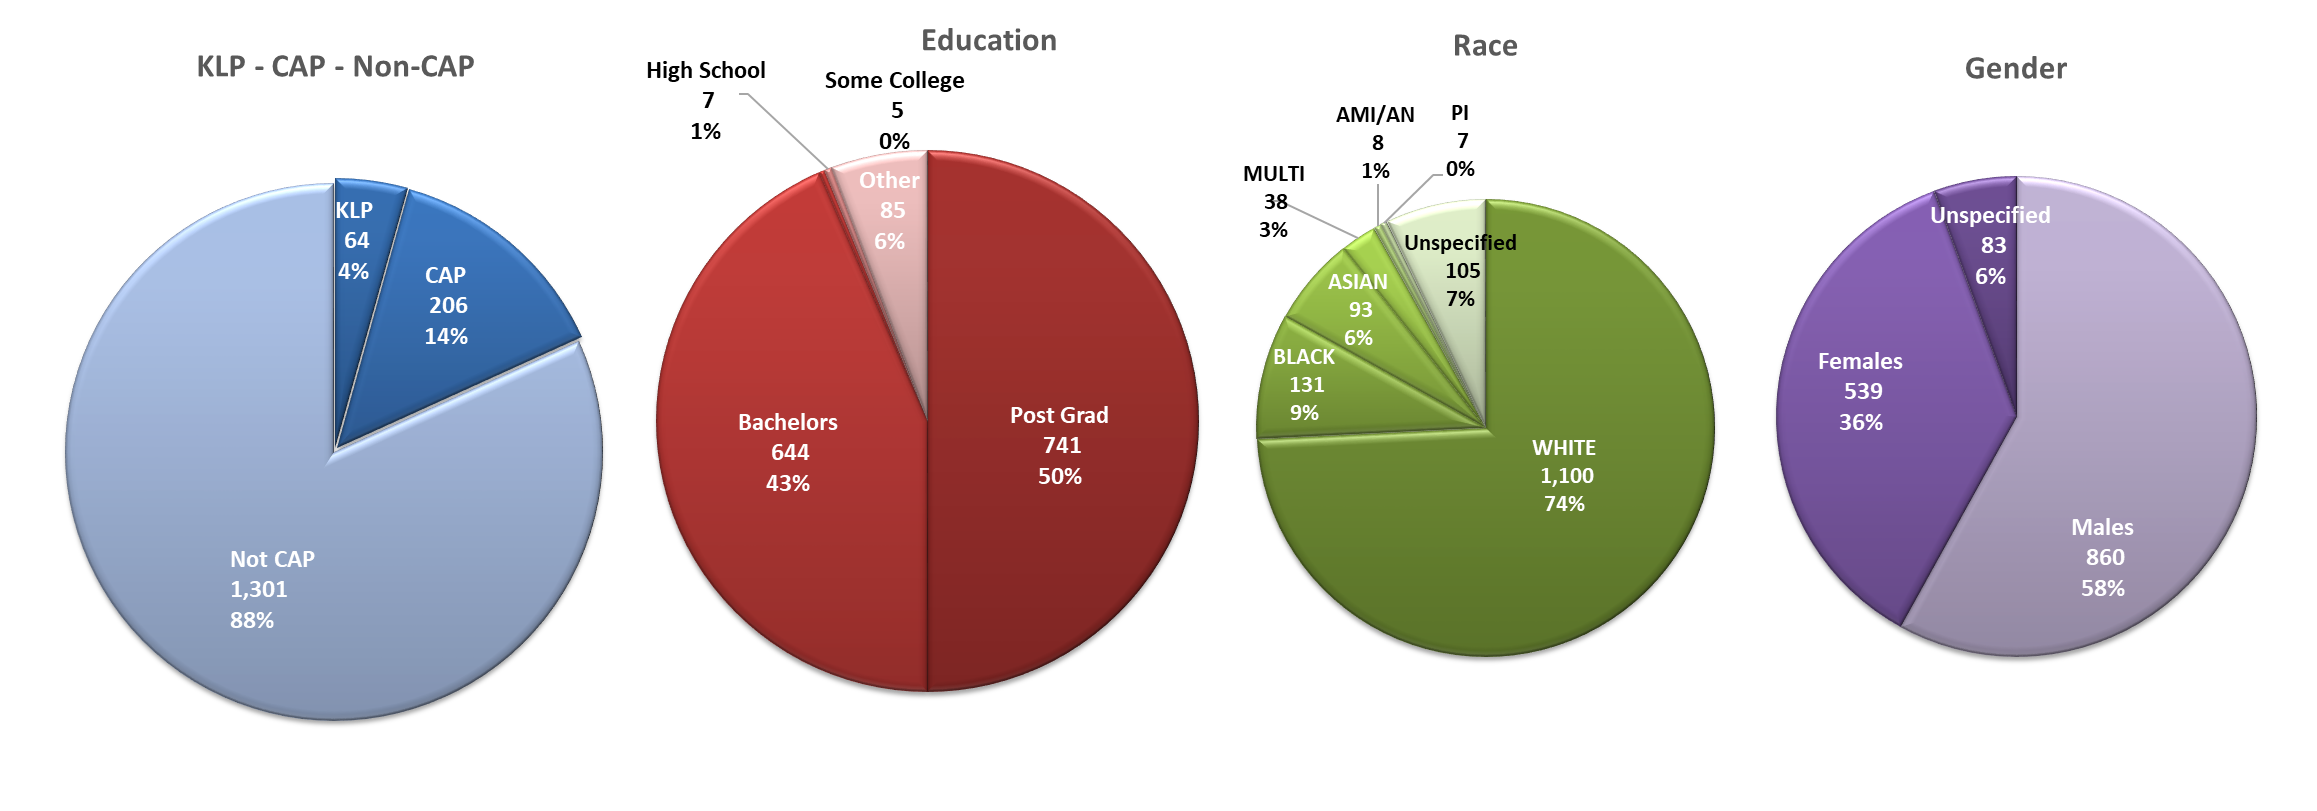 KLP - CAP - Non-CAP
KLP
64
4%
CAP
206
14%
Not CAP
1,301
88%
Education
High School
7
1%
Some College
5
0%
Other
85
6%
Bachelors
644
43%
Post Grad
741
50%
Race
AMI/AN
8
1%
PI
7
0%
MULTI
38
3%
Unspecified
105
7%
ASIAN
93
6%
BLACK
131
9%
WHITE
1,100
74%
Gender
Unspecified
83
6%
Females
539
36%
Males
860
58%